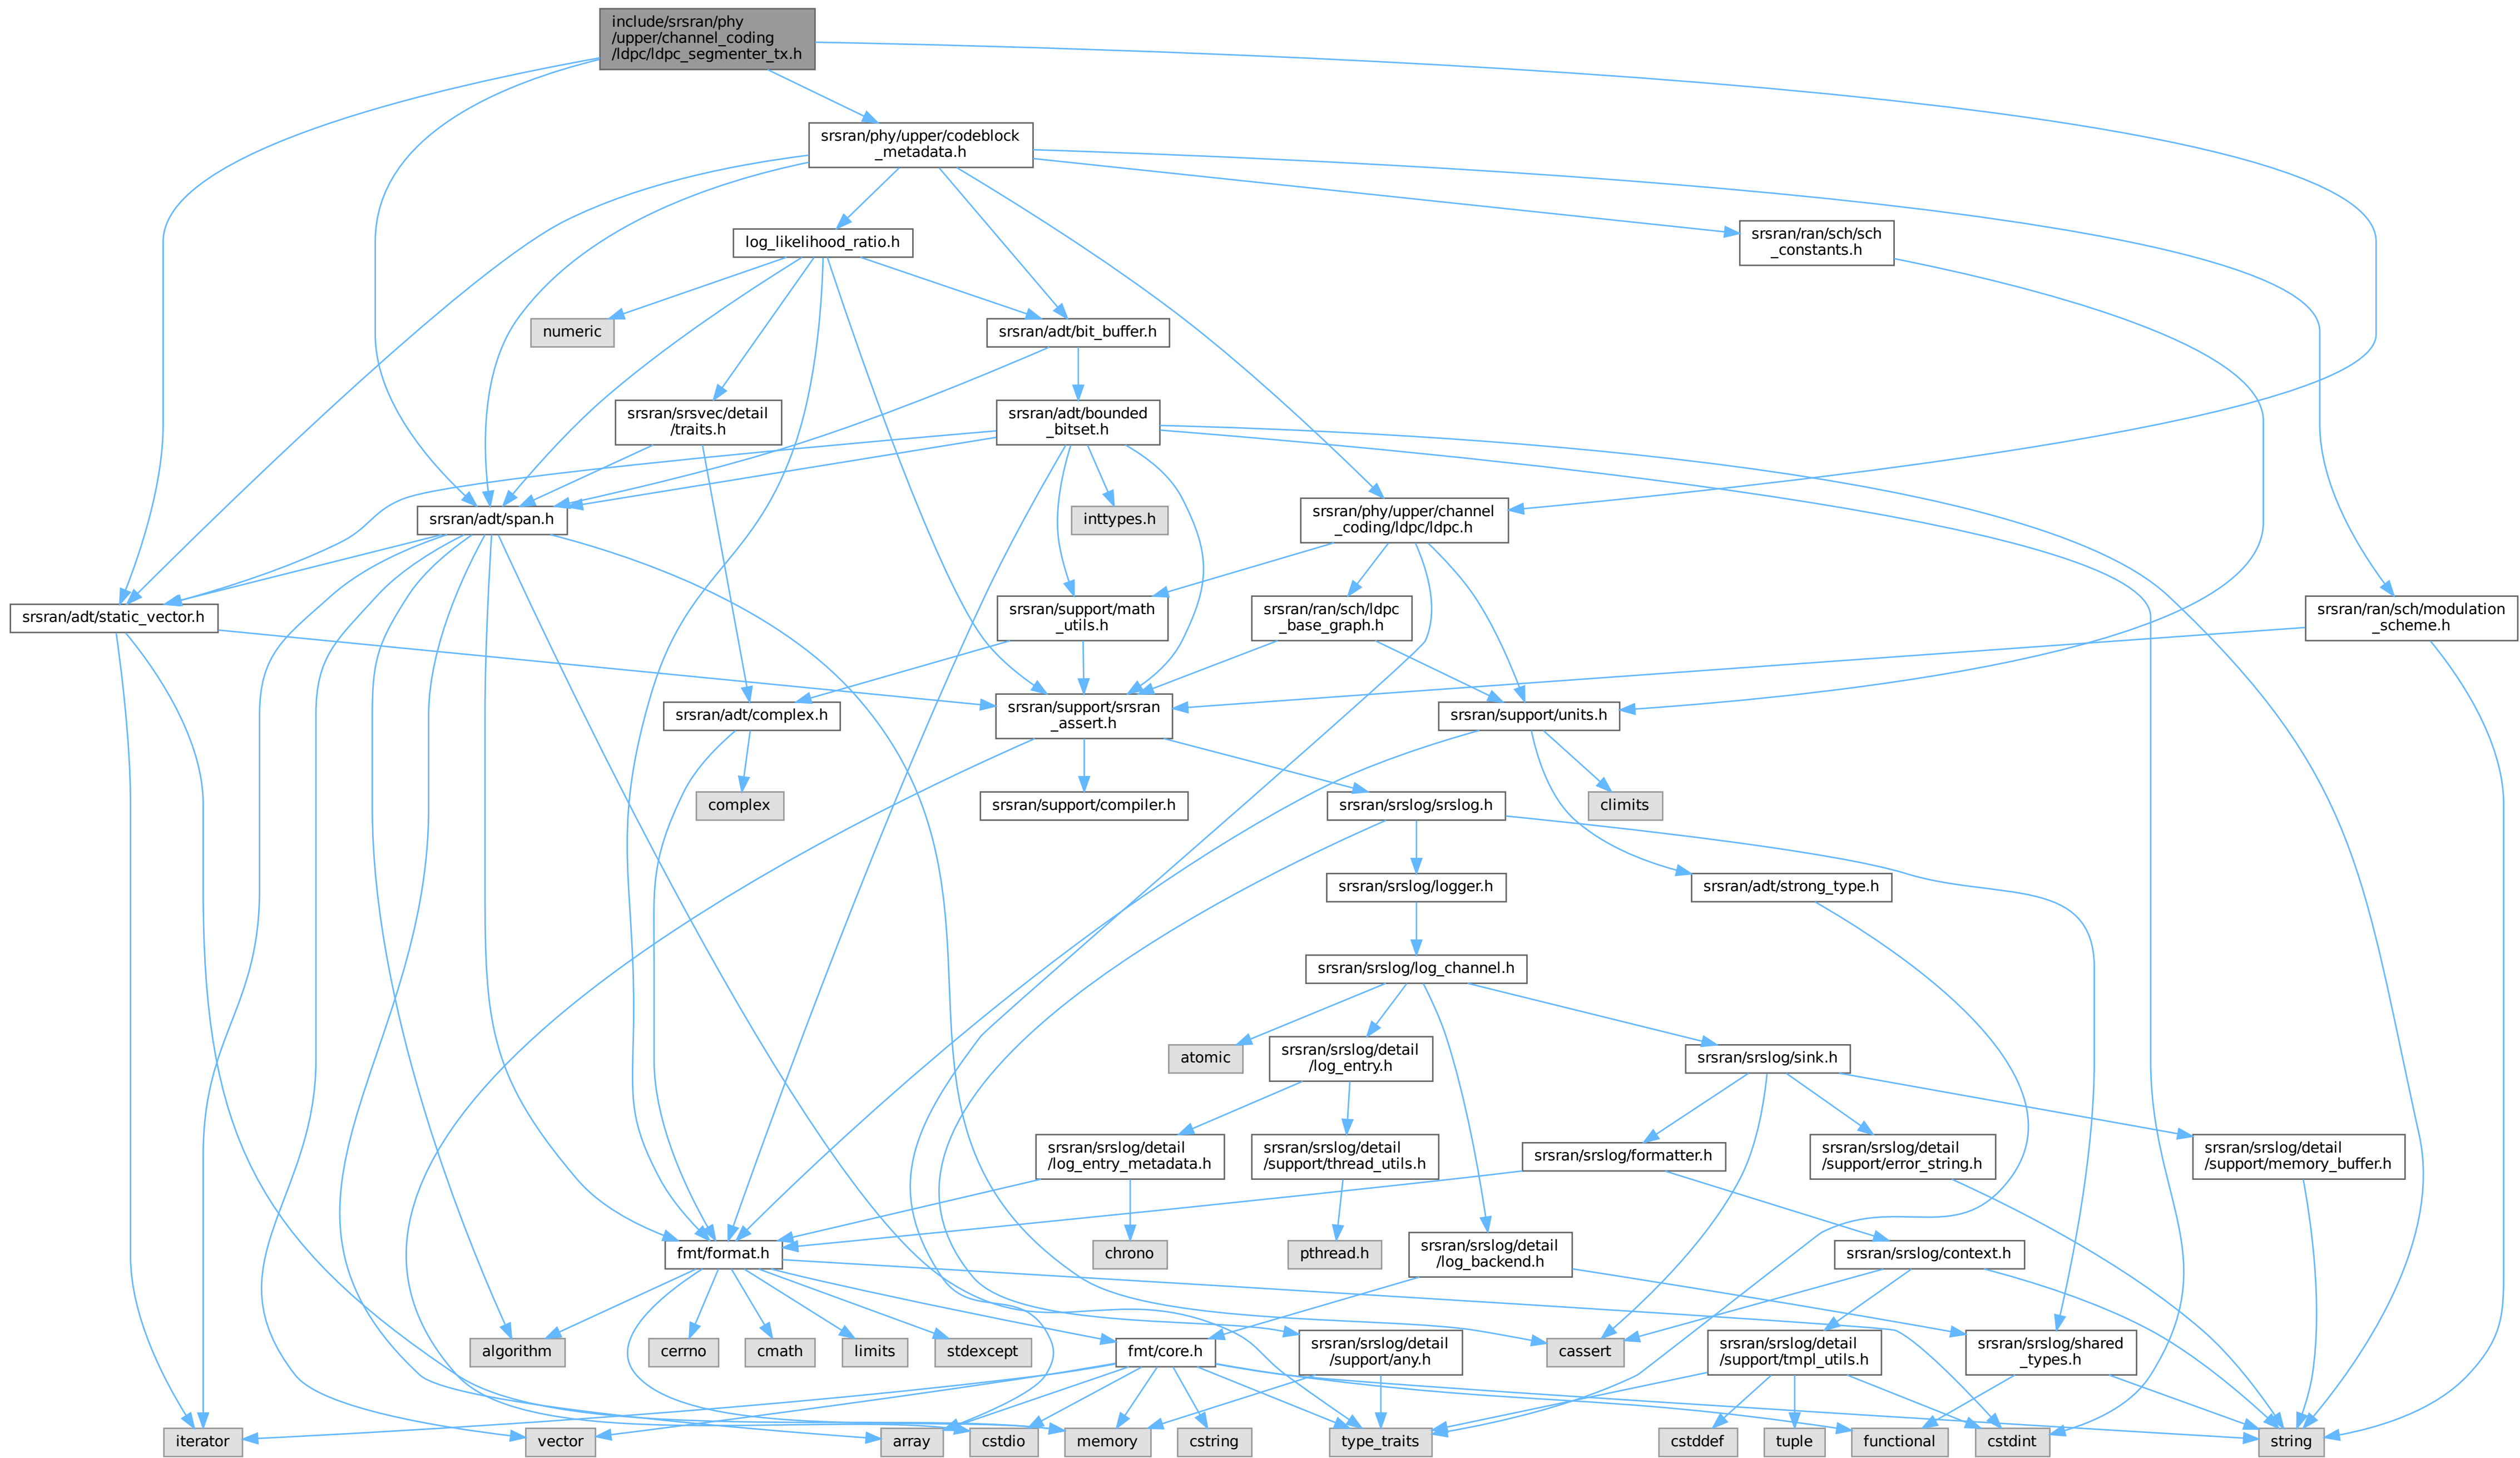 include/srsran/phy
/upper/channel_coding
/ldpc/ldpc_segmenter_tx.h
srsran/phy/upper/codeblock
_metadata.h
log_likelihood_ratio.h
srsran/ran/sch/sch
_constants.h
numeric
srsran/adt/bit_buffer.h
srsran/srsvec/detail
/traits.h
srsran/adt/bounded
_bitset.h
srsran/adt/span.h
inttypes.h
srsran/phy/upper/channel
_coding/ldpc/ldpc.h
srsran/adt/static_vector.h
srsran/support/math
_utils.h
srsran/ran/sch/ldpc
_base_graph.h
srsran/ran/sch/modulation
_scheme.h
srsran/adt/complex.h
srsran/support/srsran
_assert.h
srsran/support/units.h
complex
srsran/support/compiler.h
srsran/srslog/srslog.h
climits
srsran/srslog/logger.h
srsran/adt/strong_type.h
srsran/srslog/log_channel.h
atomic
srsran/srslog/detail
/log_entry.h
srsran/srslog/sink.h
srsran/srslog/detail
/log_entry_metadata.h
srsran/srslog/detail
/support/thread_utils.h
srsran/srslog/formatter.h
srsran/srslog/detail
/support/error_string.h
srsran/srslog/detail
/support/memory_buffer.h
fmt/format.h
chrono
pthread.h
srsran/srslog/detail
/log_backend.h
srsran/srslog/context.h
algorithm
cerrno
cmath
limits
stdexcept
fmt/core.h
srsran/srslog/detail
/support/any.h
cassert
srsran/srslog/detail
/support/tmpl_utils.h
srsran/srslog/shared
_types.h
iterator
vector
array
cstdio
memory
cstring
type_traits
cstddef
tuple
functional
cstdint
string